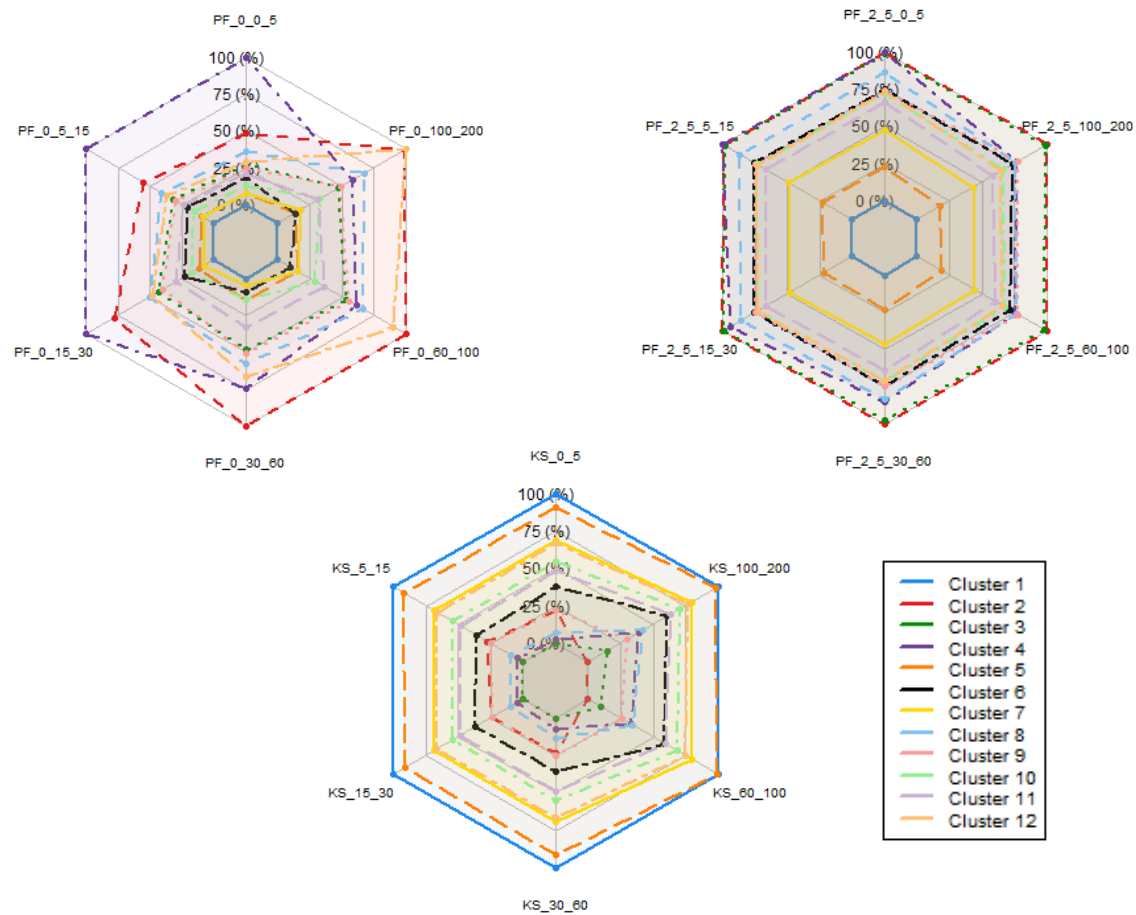 PF_0_0_5
100 (%)
75 (%)
50 (%)
25 (%)
0 (%)
PF_0_5_15
PF_0_100_200
PF_0_15_30
PF_0_60_100
PF_0_30_60
PF_2_5_0_5
100 (%)
75 (%)
50 (%)
25 (%)
0 (%)
PF_2_5_5_15
PF_2_5_100_200
PF_2_5_15_30
PF_2_5_60_100
PF_2_5_30_60
KS_0_5
100 (%)
75 (%)
50 (%)
25 (%)
0 (%)
KS_5_15
KS_100_200
KS_15_30
KS_60_100
KS_30_60
Cluster 1
Cluster 2
Cluster 3
Cluster 4
Cluster 5
Cluster 6
Cluster 7
Cluster 8
Cluster 9
Cluster 10
Cluster 11
Cluster 12